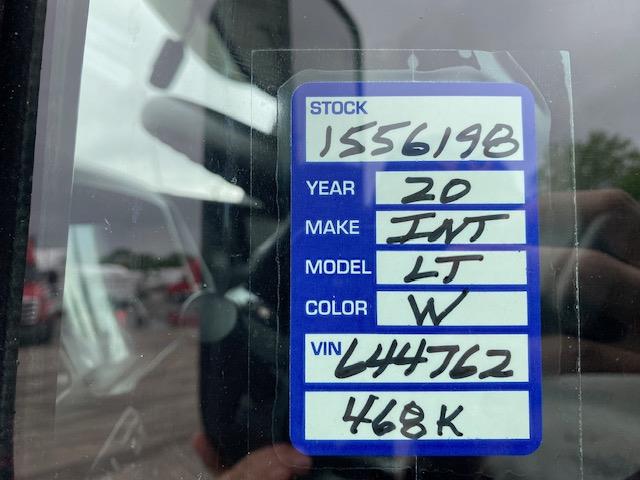 STOCK
1556198
YEAR 20
MAKE INT
MODEL LT
COLOR W
VIN 644762
468K